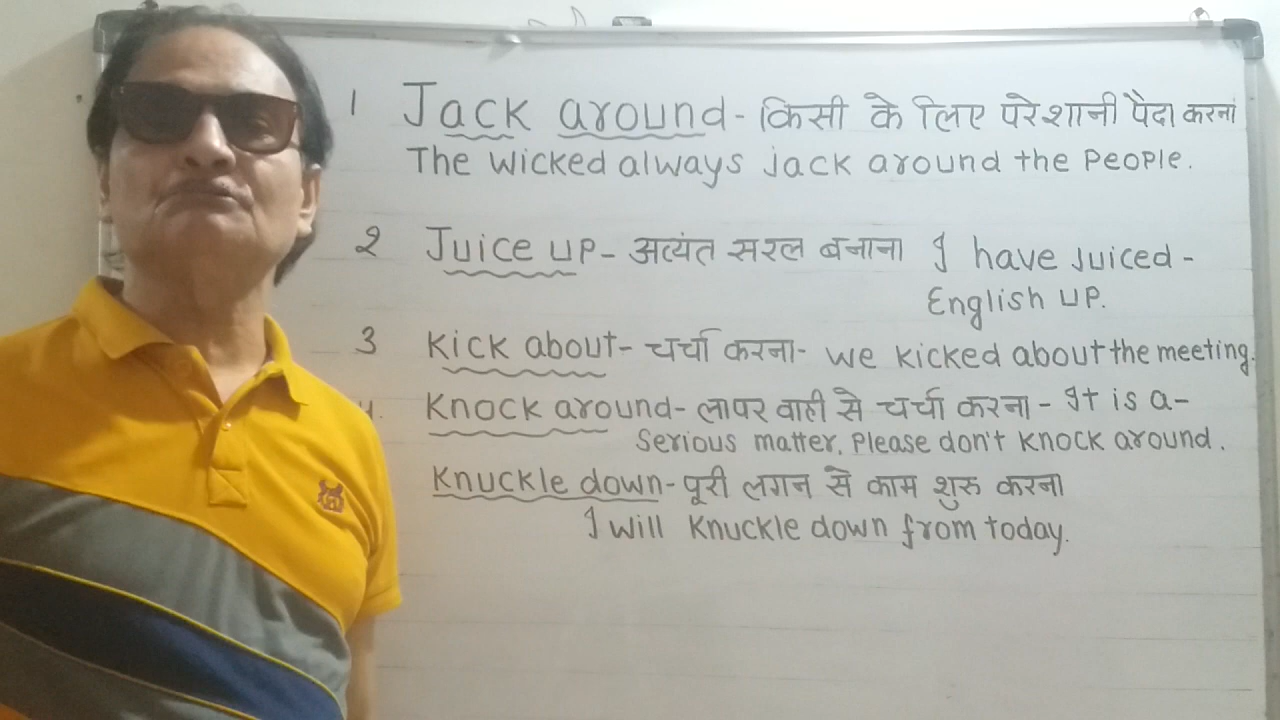 1 Jack around - किसी के लिए परेशानी पैदा करना
The wicked always jack around the people.
2 Juice up - अत्यंत सरल बनाना I have juiced -
English up.
3 Kick about - चर्चा करना - we kicked about the meeting.
4. Knock around - लापर वाही से चर्चा करना - It is a -
serious matter. Please don't knock around.
Knuckle down - पूरी लगन से काम शुरू करना
I will knuckle down from today.